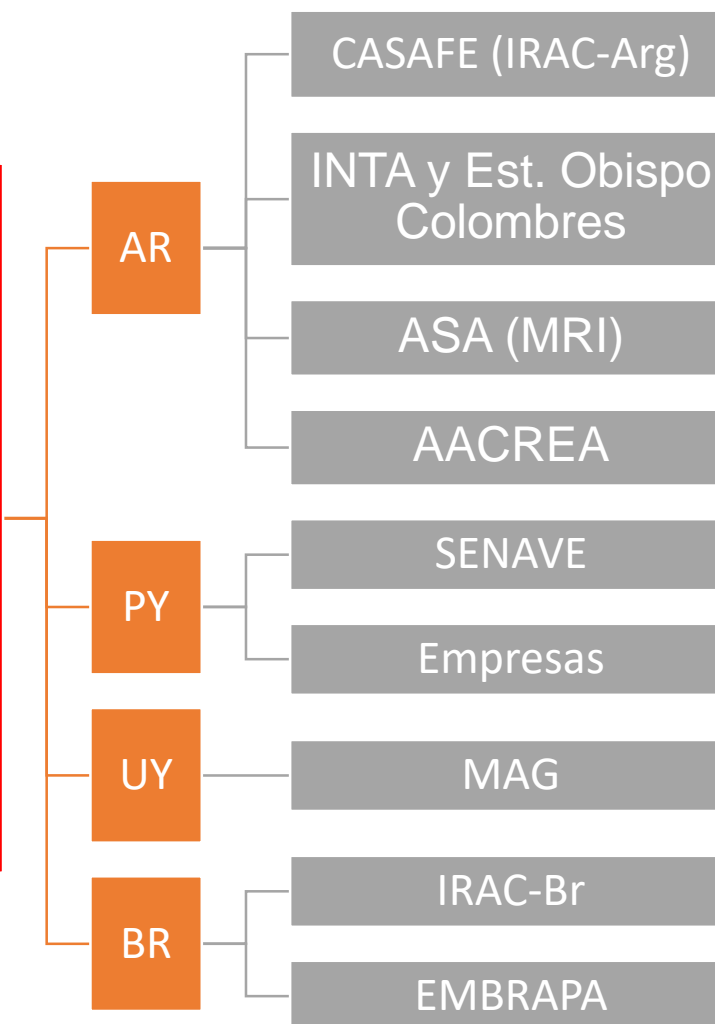 AR
CASAFE (IRAC-Arg)
INTA y Est. Obispo
Colombres
ASA (MRI)
AACREA
PY
SENAVE
Empresas
UY
MAG
BR
IRAC-Br
EMBRAPA